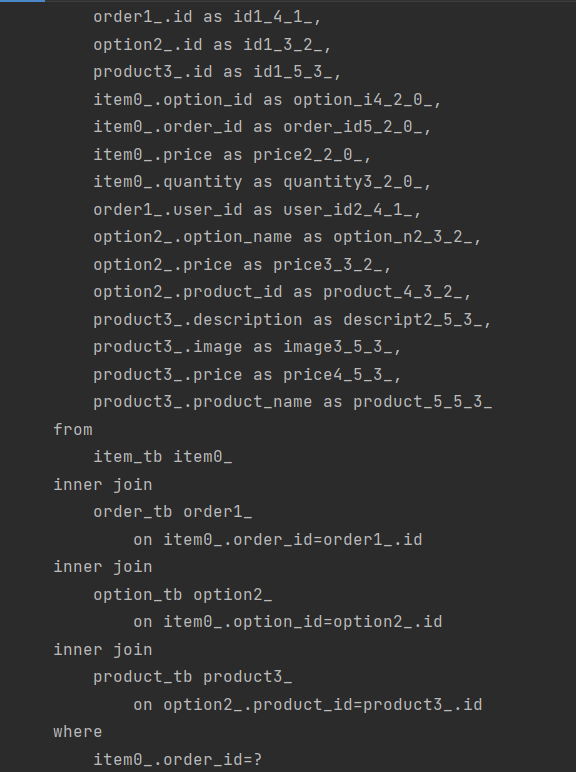 order1_.id as id1_4_1_,
option2_.id as id1_3_2_,
product3_.id as id1_5_3_,
item0_.option_id as option_i4_2_0_,
item0_.order_id as order_id5_2_0_,
item0_.price as price2_2_0_,
item0_.quantity as quantity3_2_0_,
order1_.user_id as user_id2_4_1_,
option2_.option_name as option_n2_3_2_,
option2_.price as price3_3_2_,
option2_.product_id as product_4_3_2_,
product3_.description as descript2_5_3_,
product3_.image as image3_5_3_,
product3_.price as price4_5_3_,
product3_.product_name as product_5_5_3_
from
item_tb item0_
inner join
order_tb order1_
on item0_.order_id=order1_.id
inner join
option_tb option2_
on item0_.option_id=option2_.id
inner join
product_tb product3_
on option2_.product_id=product3_.id
where
item0_.order_id=?